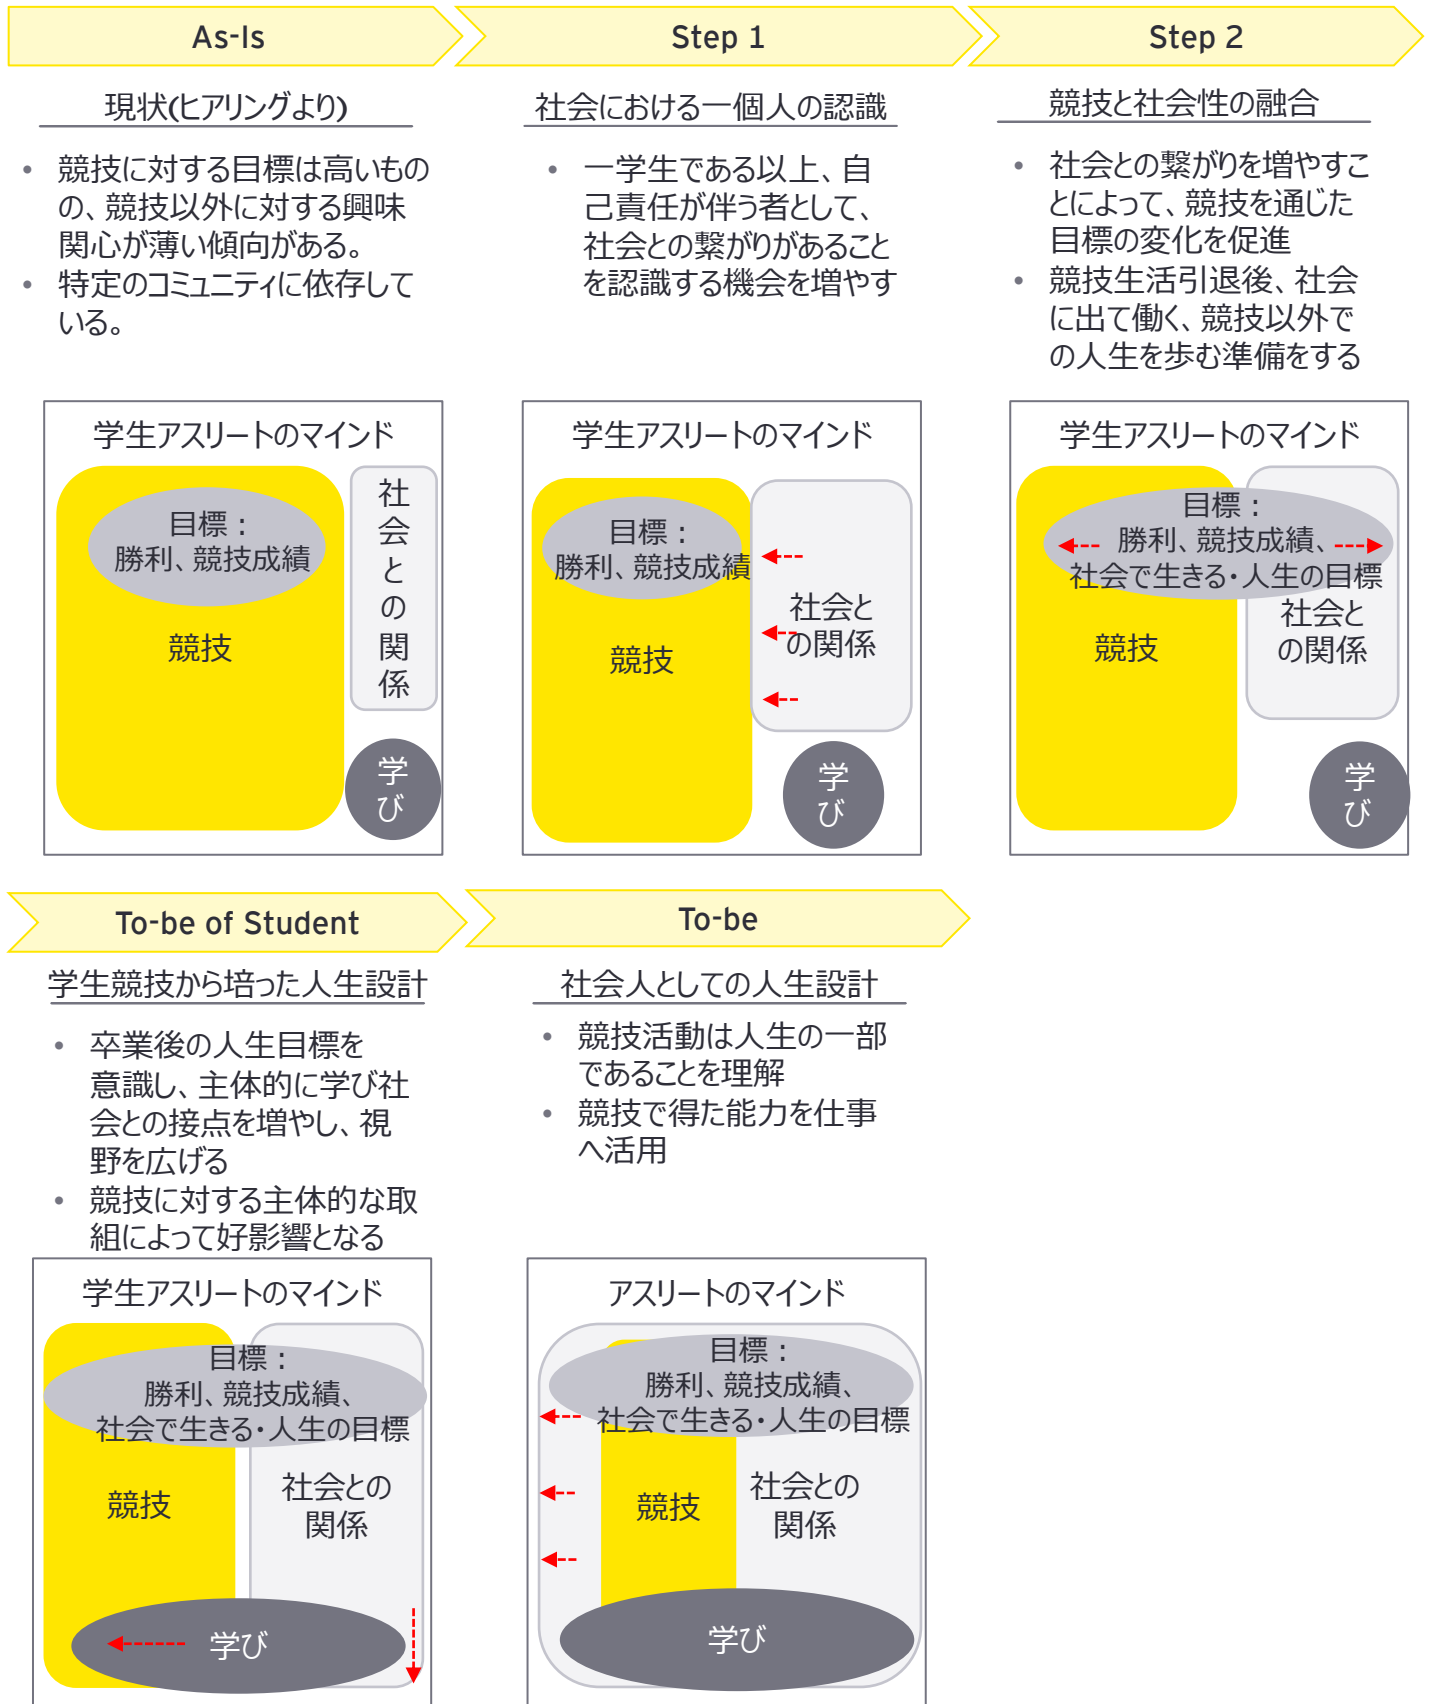 As-Is
現状(ヒアリングより)
• 競技に対する目標は高いもの
の、競技以外に対する興味
関心が薄い傾向がある。
• 特定のコミュニティに依存して
いる。
学生アスリートのマインド
目標：
勝利、競技成績
競技
社
会
と
の
関
係
学
び
Step 1
社会における一個人の認識
• 一学生である以上、自
己責任が伴う者として、
社会との繋がりがあること
を認識する機会を増やす
学生アスリートのマインド
目標：
勝利、競技成績
競技
社会と
の関係
学
び
Step 2
競技と社会性の融合
• 社会との繋がりを増やすこ
とによって、競技を通じた
目標の変化を促進
• 競技生活引退後、社会
に出て働く、競技以外で
の人生を歩む準備をする
学生アスリートのマインド
目標：
勝利、競技成績、
社会で生きる・人生の目標
競技
社会と
の関係
学
び
To-be of Student
学生競技から培った人生設計
• 卒業後の人生目標を
意識し、主体的に学び社
会との接点を増やし、視
野を広げる
• 競技に対する主体的な取
組によって好影響となる
学生アスリートのマインド
目標：
勝利、競技成績、
社会で生きる・人生の目標
競技
社会との
関係
学び
To-be
社会人としての人生設計
• 競技活動は人生の一部
であることを理解
• 競技で得た能力を仕事
へ活用
アスリートのマインド
目標：
勝利、競技成績、
社会で生きる・人生の目標
競技
社会との
関係
学び